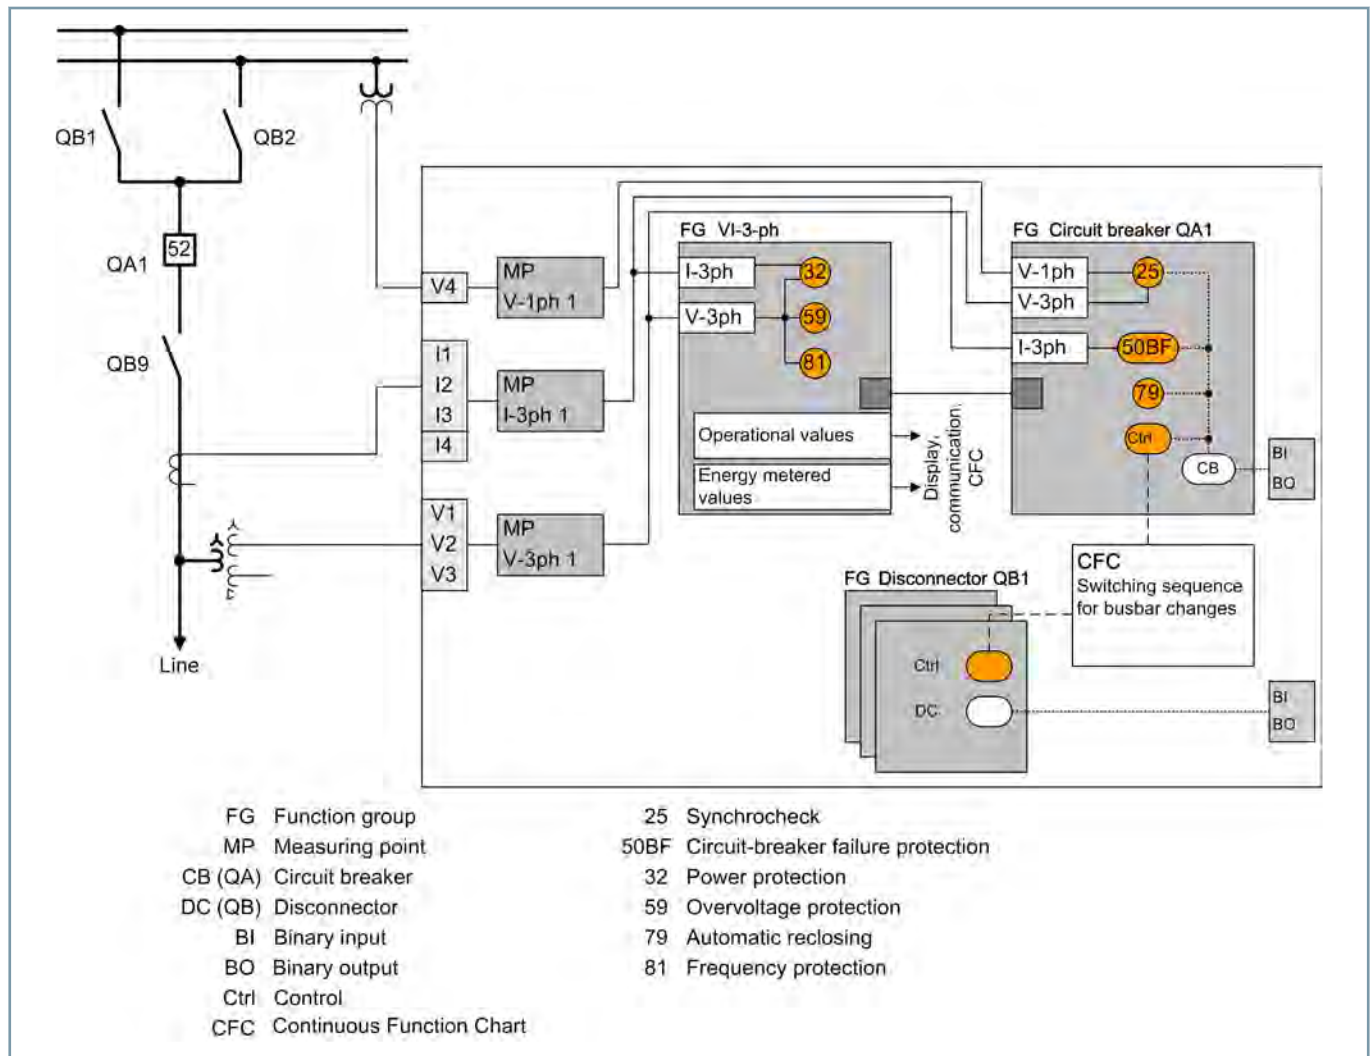 QB1
QB2
QA1
52
QB9
Line
V4
I1
I2
I3
I4
V1
V2
V3
MP
V-1ph 1
MP
I-3ph 1
MP
V-3ph 1
FG VI-3-ph
I-3ph
V-3ph
32
59
81
Operational values
Energy metered
values
Display,
communication
CFC
FG Circuit breaker QA1
V-1ph
V-3ph
I-3ph
25
50BF
79
Ctrl
CB
BI
BO
CFC
Switching sequence
for busbar changes
FG Disconnector QB1
Ctrl
DC
BI
BO
FG Function group
MP Measuring point
CB (QA) Circuit breaker
DC (QB) Disconnector
BI Binary input
BO Binary output
Ctrl Control
CFC Continuous Function Chart
25 Synchrocheck
50BF Circuit-breaker failure protection
32 Power protection
59 Overvoltage protection
79 Automatic reclosing
81 Frequency protection